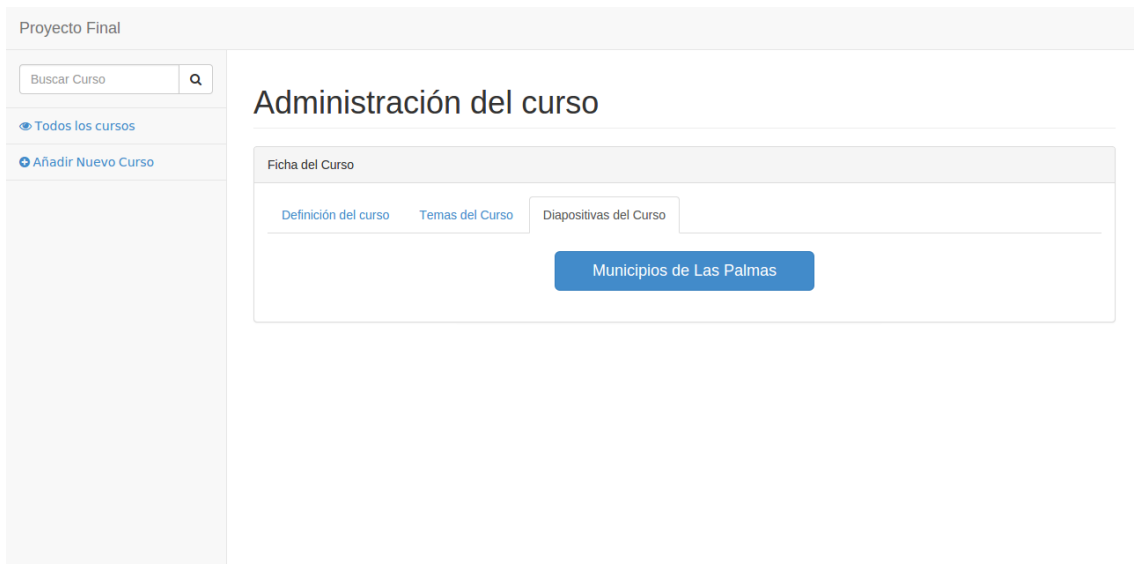 Proyecto Final
Buscar Curso
Todos los cursos
Añadir Nuevo Curso
Administración del curso
Ficha del Curso
Definición del curso Temas del Curso Diapositivas del Curso
Municipios de Las Palmas